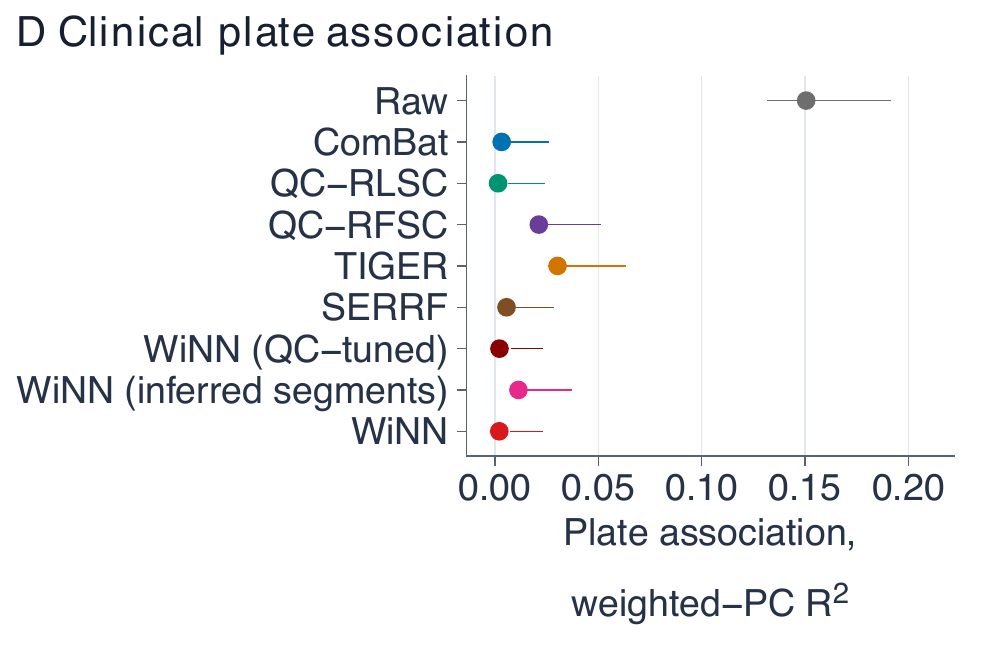 D Clinical plate association
Raw
ComBat
QC−RLSC
QC−RFSC
TIGER
SERRF
WiNN (QC−tuned)
WiNN (inferred segments)
WiNN
0.00 0.05 0.10 0.15 0.20
Plate association,
weighted−PC R²